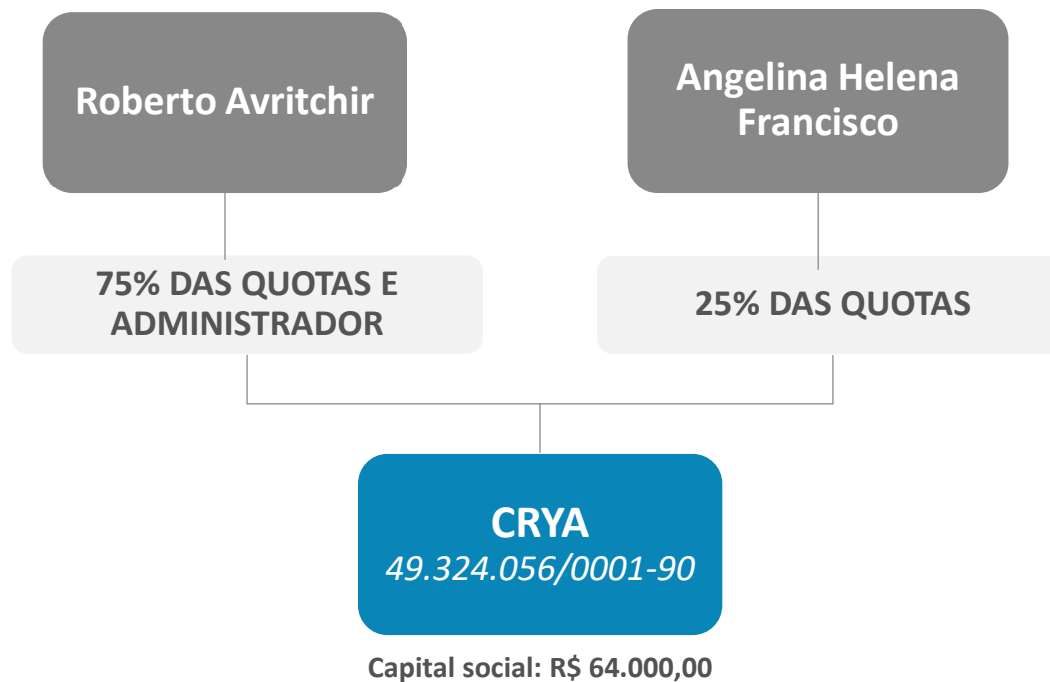 Roberto Avritchir
Angelina Helena
Francisco
75% DAS QUOTAS E
ADMINISTRADOR
25% DAS QUOTAS
CRYA
49.324.056/0001-90
Capital social: R$ 64.000,00